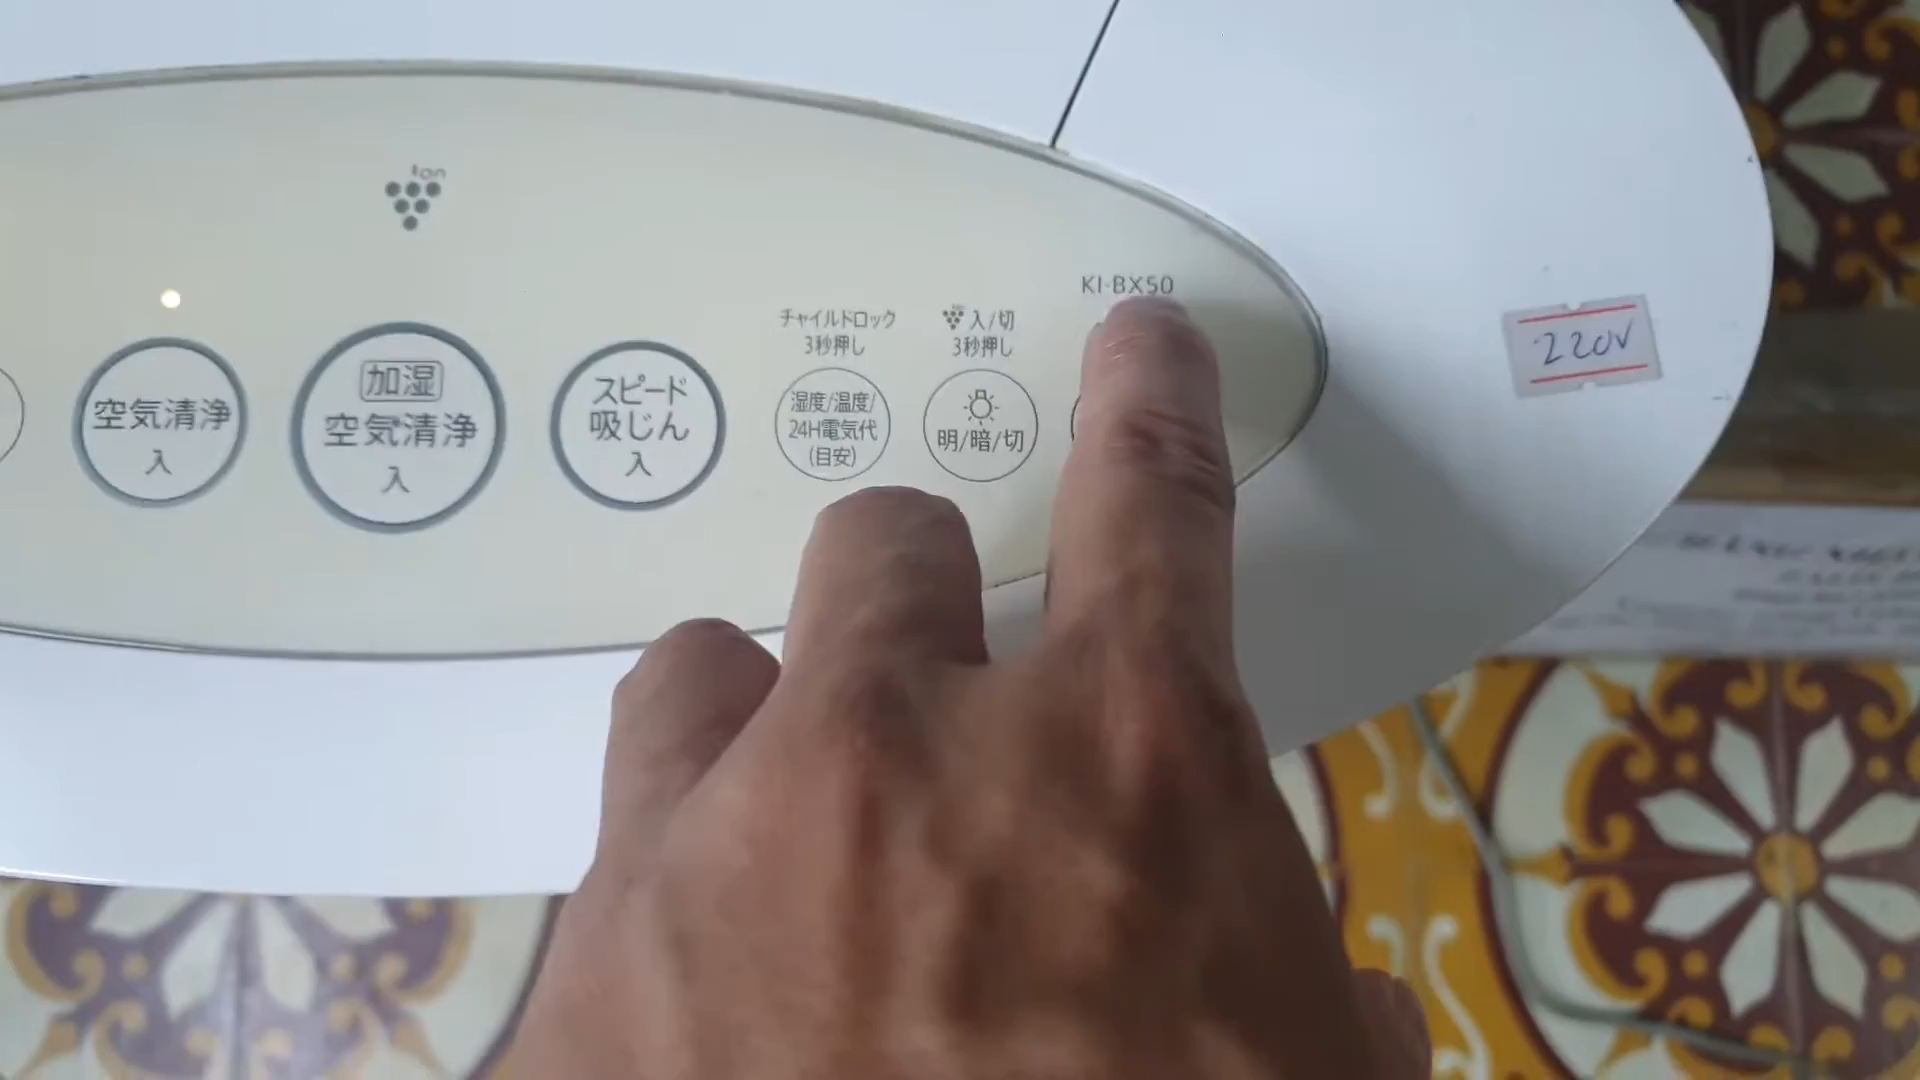 ion
KI-BX50
チャイルドロック
3秒押し
入/切
3秒押し
空気清浄
入
加湿
空気清浄
入
スピード
吸じん
入
湿度/温度/
24H電気代
(目安)
明/暗/切
220V